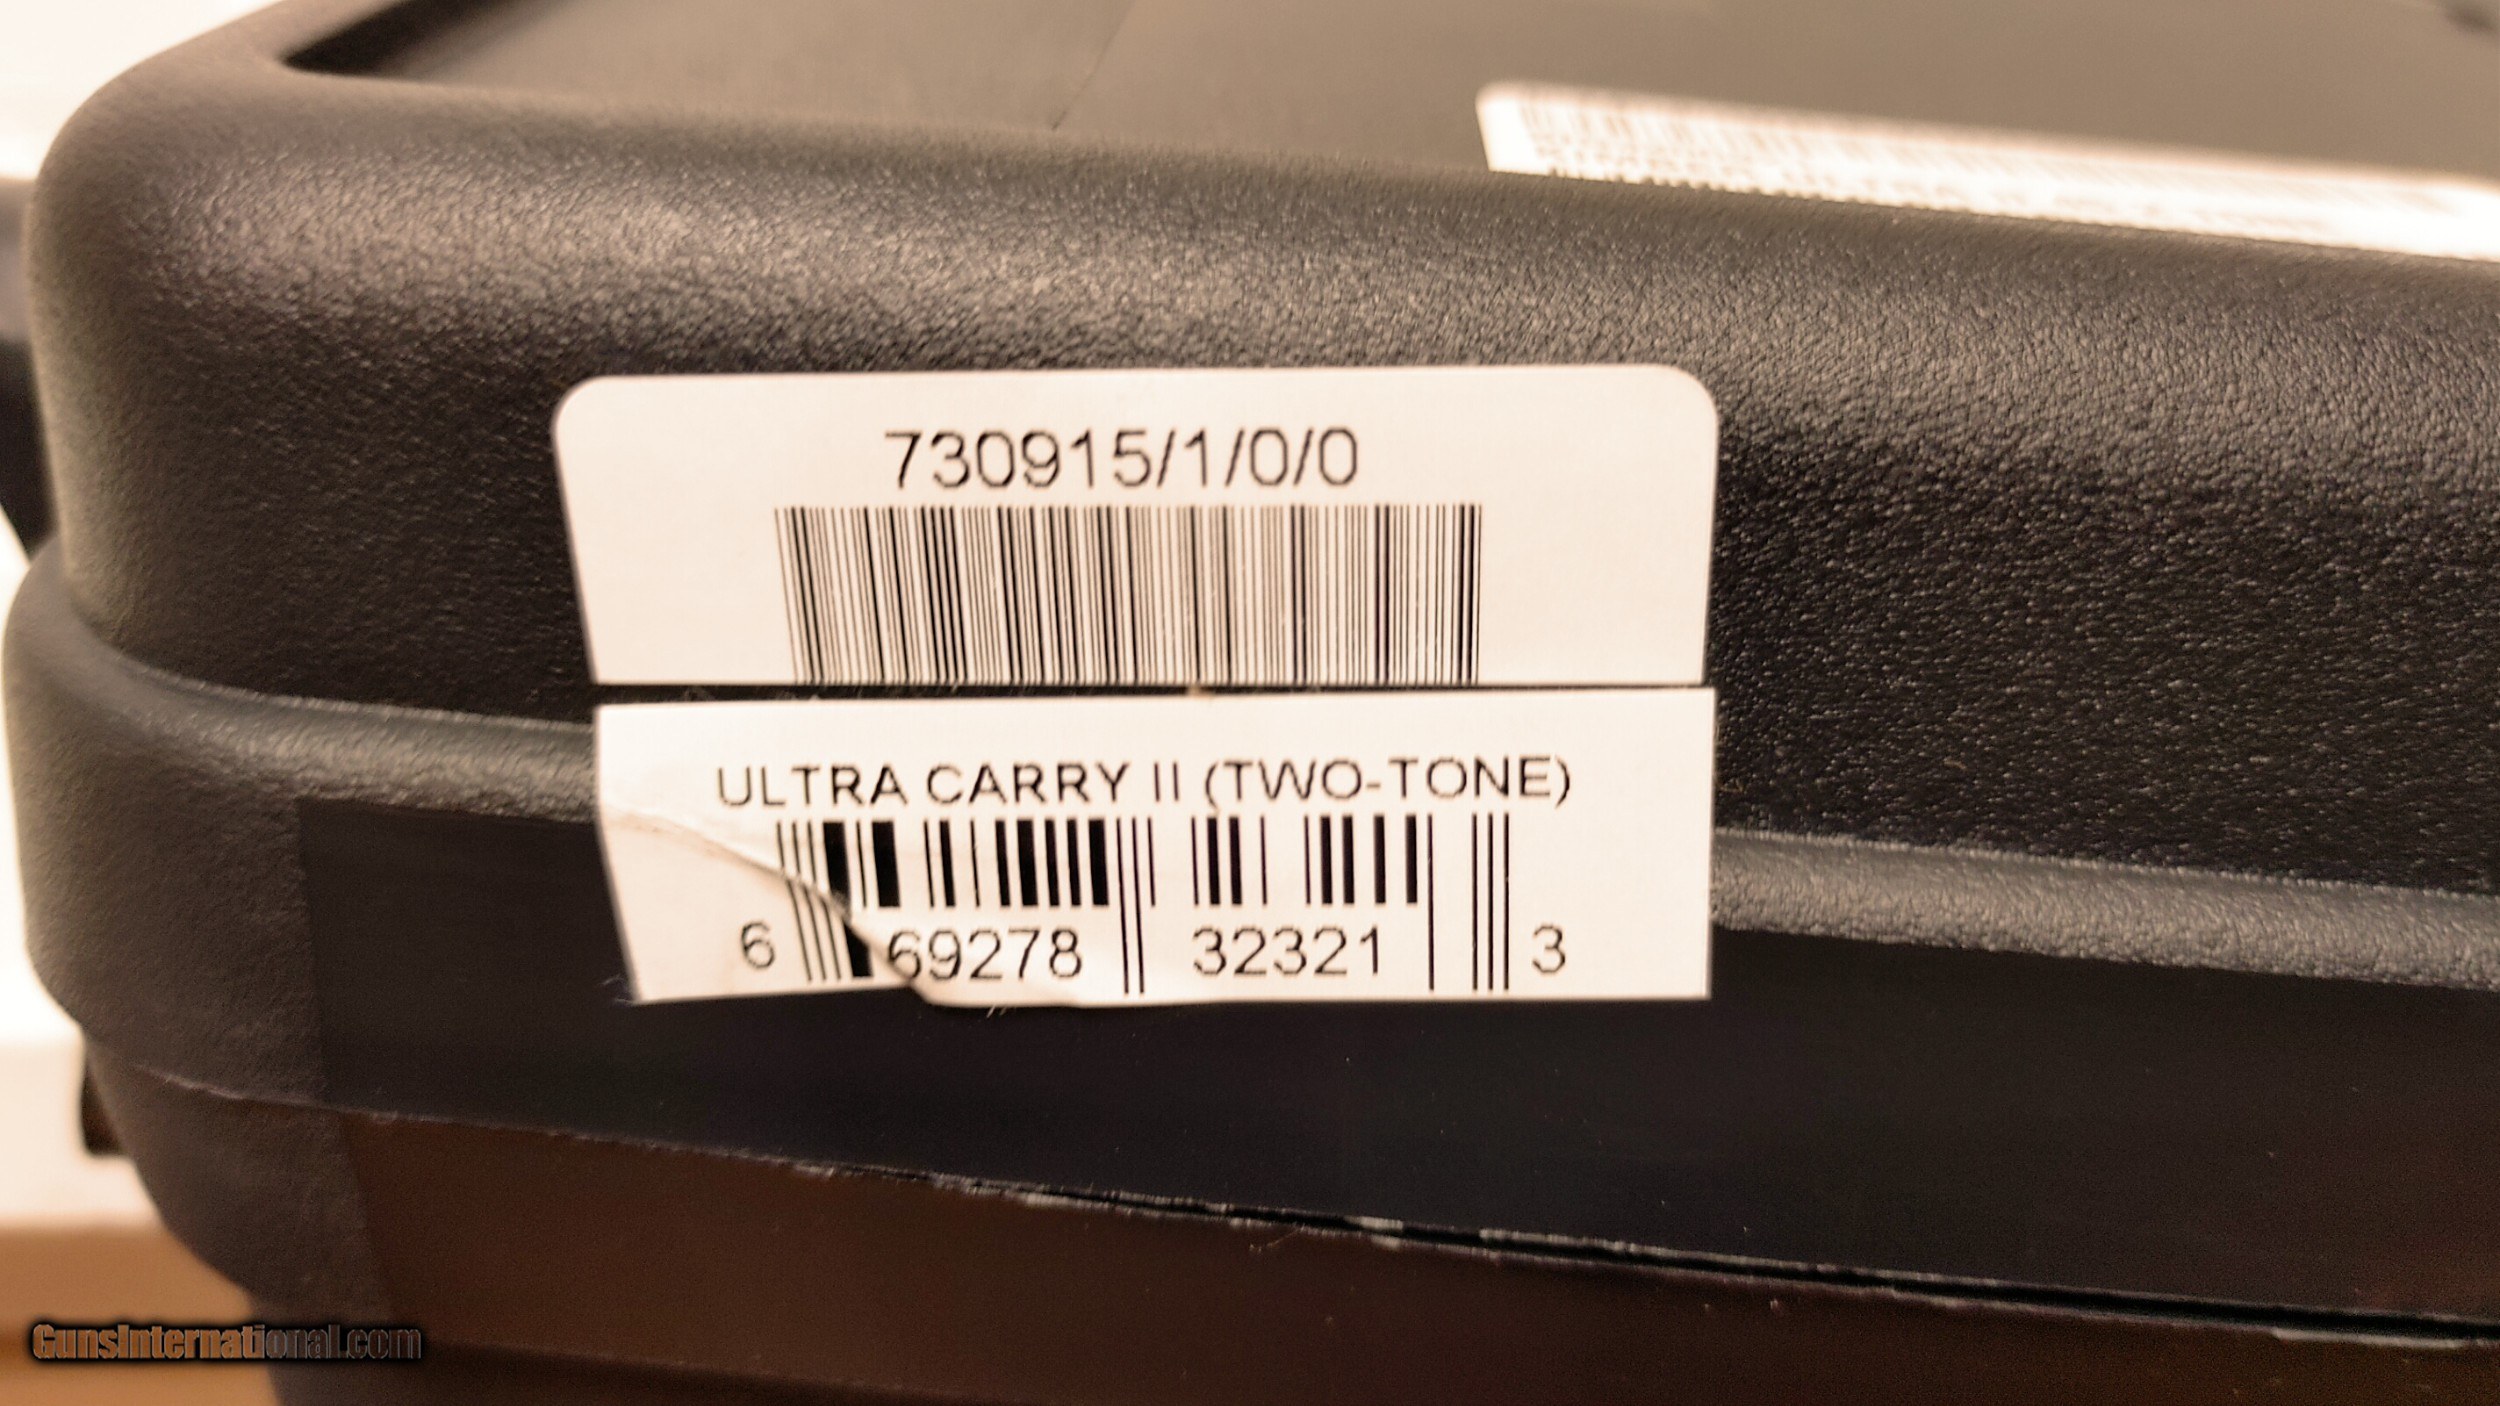 730915/1/0/0
ULTRA CARRY II (TWO-TONE)
6 69278 32321 3
GunsInternational.com